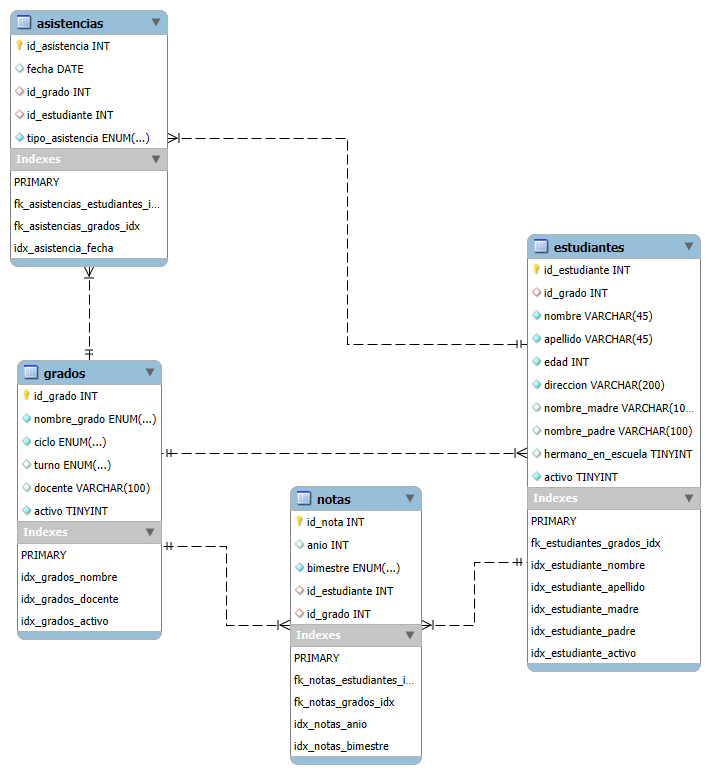 asistencias
id_asistencia INT
fecha DATE
id_grado INT
id_estudiante INT
tipo_asistencia ENUM(...)
Indexes
PRIMARY
fk_asistencias_estudiantes_i...
fk_asistencias_grados_idx
idx_asistencia_fecha
estudiantes
id_estudiante INT
id_grado INT
nombre VARCHAR(45)
apellido VARCHAR(45)
edad INT
direccion VARCHAR(200)
nombre_madre VARCHAR(10...
nombre_padre VARCHAR(100)
hermano_en_escuela TINYINT
activo TINYINT
Indexes
PRIMARY
fk_estudiantes_grados_idx
idx_estudiante_nombre
idx_estudiante_apellido
idx_estudiante_madre
idx_estudiante_padre
idx_estudiante_activo
grados
id_grado INT
nombre_grado ENUM(...)
ciclo ENUM(...)
turno ENUM(...)
docente VARCHAR(100)
activo TINYINT
Indexes
PRIMARY
idx_grados_nombre
idx_grados_docente
idx_grados_activo
notas
id_nota INT
anio INT
bimestre ENUM(...)
id_estudiante INT
id_grado INT
Indexes
PRIMARY
fk_notas_estudiantes_i...
fk_notas_grados_idx
idx_notas_anio
idx_notas_bimestre